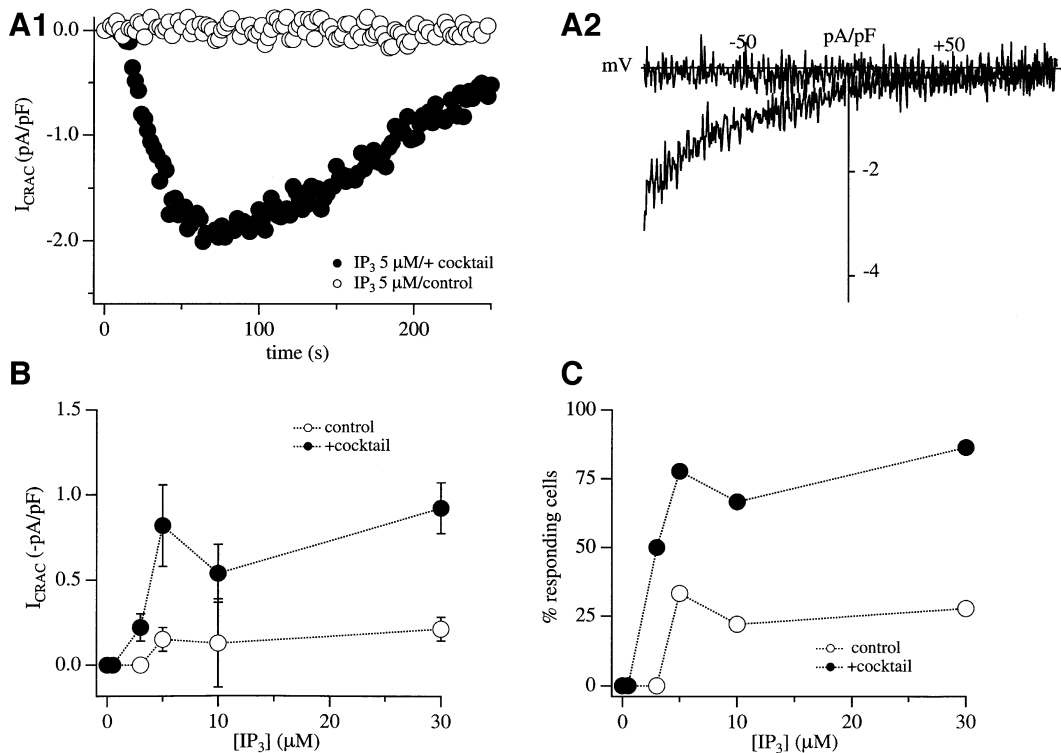 A1
0.0
-1.0
-2.0
I_CRAC (pA/pF)
IP₃ 5 μM/+ cocktail
IP₃ 5 μM/control
0
100
200
time (s)
A2
-50
pA/pF
+50
mV
-2
-4
B
1.5
1.0
0.5
0.0
I_CRAC (-pA/pF)
control
+cocktail
0
10
20
30
[IP₃] (μM)
C
100
75
50
25
0
% responding cells
control
+cocktail
0
10
20
30
[IP₃] (μM)